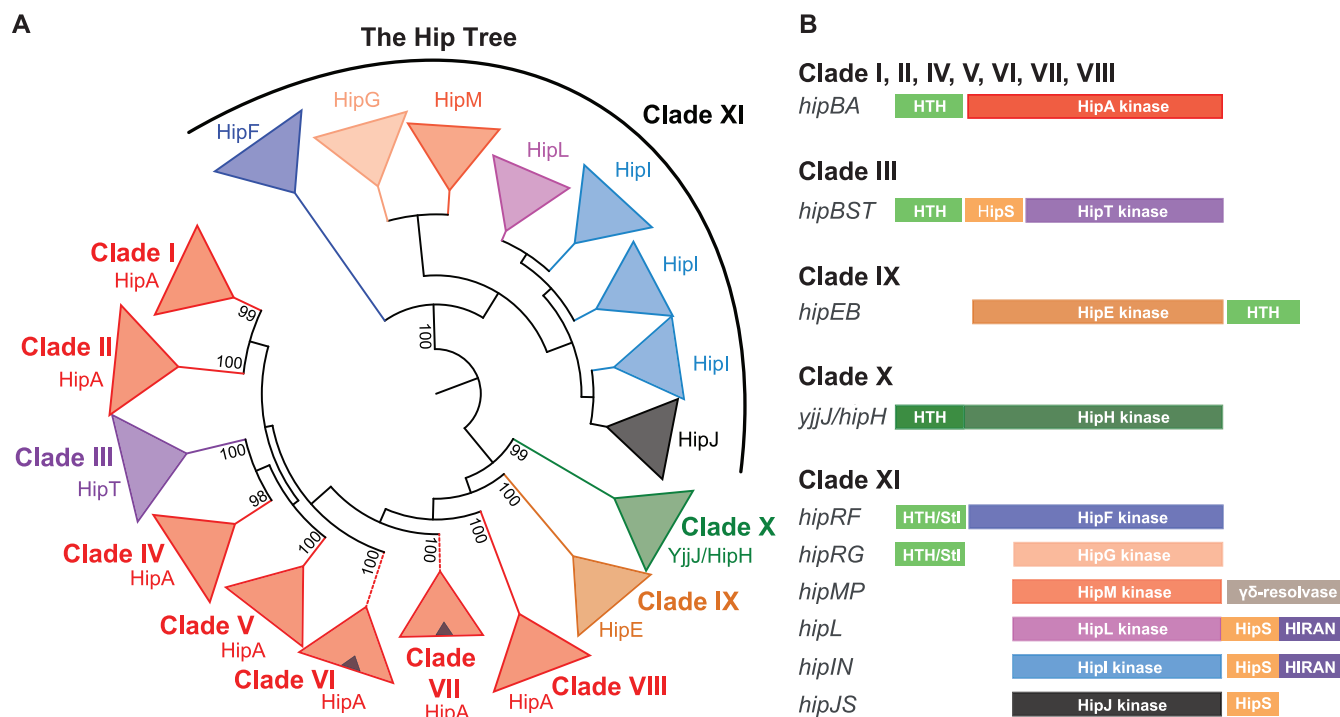 A
The Hip Tree
Clade XI
HipF
HipG
HipM
HipL
HipI
HipI
HipI
HipJ
100
Clade I
HipA
99
Clade II
HipA
100
Clade III
HipT
100
Clade IV
HipA
98
Clade V
HipA
100
Clade VI
HipA
100
Clade
VII
HipA
100
Clade VIII
HipA
100
Clade IX
HipE
100
Clade X
YjjJ/HipH
99
B
Clade I, II, IV, V, VI, VII, VIII
hipBA HTH HipA kinase
Clade III
hipBST HTH HipS HipT kinase
Clade IX
hipEB HipE kinase HTH
Clade X
yjjJ/hipH HTH HipH kinase
Clade XI
hipRF HTH/Stl HipF kinase
hipRG HTH/Stl HipG kinase
hipMP HipM kinase γδ-resolvase
hipL HipL kinase HipS HIRAN
hipIN HipI kinase HipS HIRAN
hipJS HipJ kinase HipS